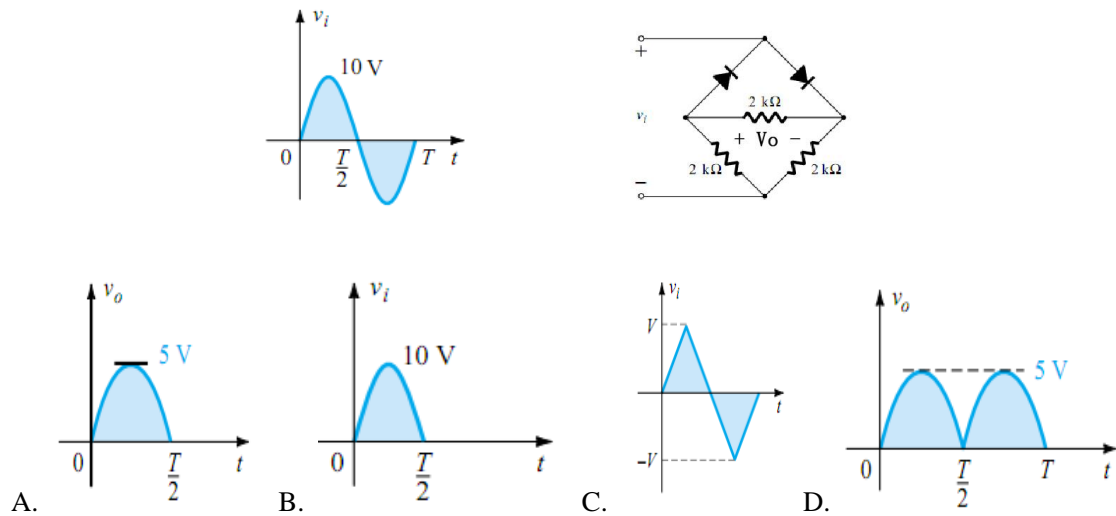 v_i
10 V
0
T/2
T
t
+
2 kΩ
v_i
+ Vo -
2 kΩ
2 kΩ
−
A.
v_o
5 V
0
T/2
t
B.
v_i
10 V
0
T/2
t
C.
v_i
V
t
−V
D.
v_o
5 V
0
T/2
T
t